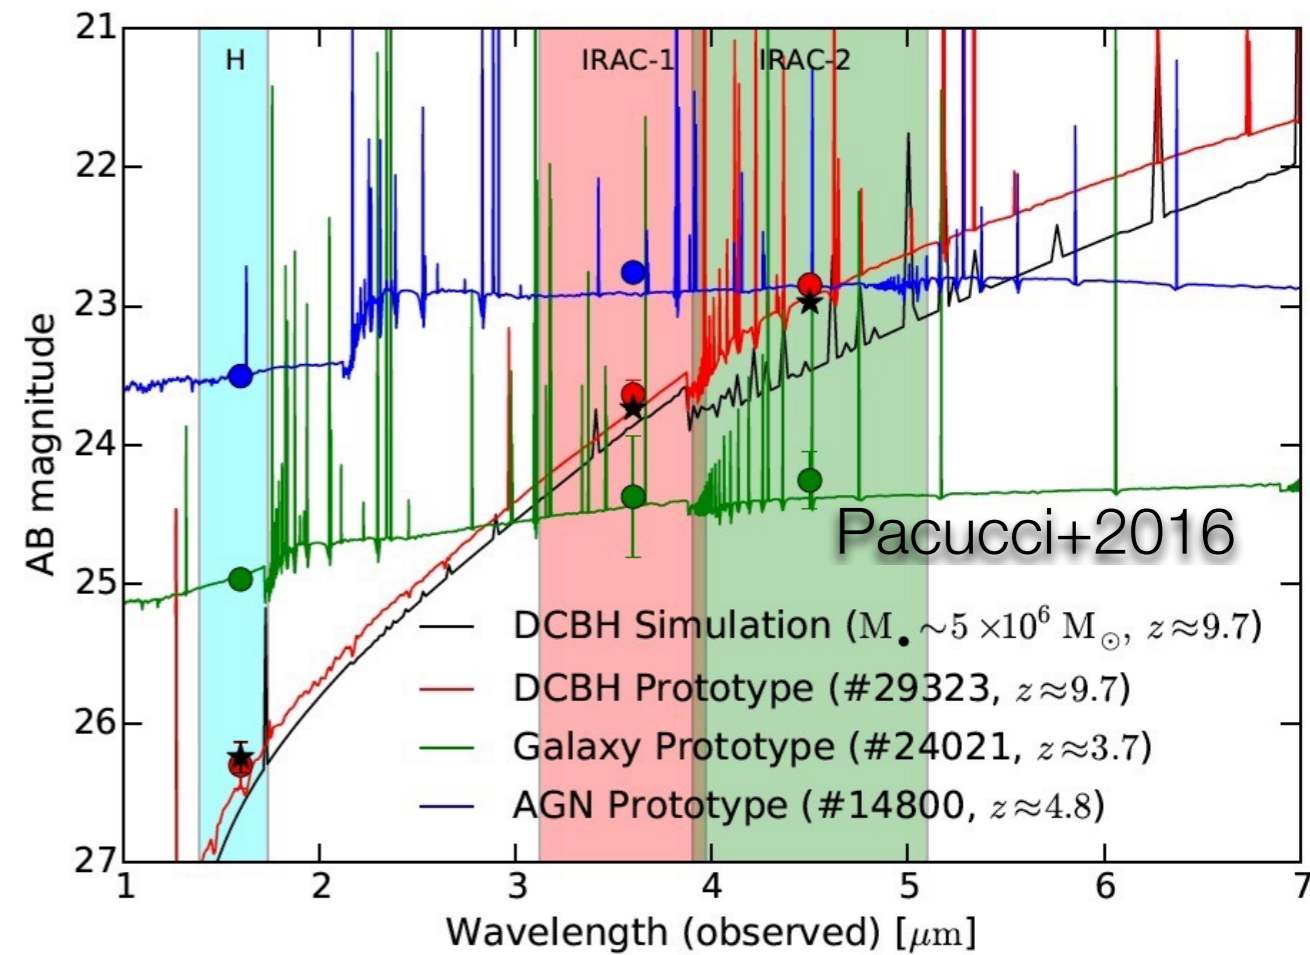 H
IRAC-1
IRAC-2
21
22
23
24
25
26
27
AB magnitude
Pacucci+2016
DCBH Simulation (M• ~5 ×10⁶ M⊙, z≈9.7)
DCBH Prototype (#29323, z≈9.7)
Galaxy Prototype (#24021, z≈3.7)
AGN Prototype (#14800, z≈4.8)
1 2 3 4 5 6 7
Wavelength (observed) [μm]